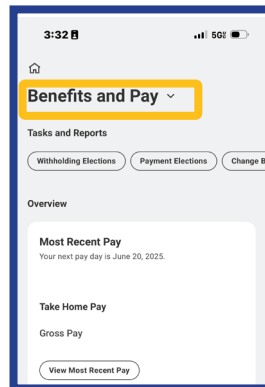 3:32
5G
Benefits and Pay
Tasks and Reports
Withholding Elections Payment Elections Change B
Overview
Most Recent Pay
Your next pay day is June 20, 2025.
Take Home Pay
Gross Pay
View Most Recent Pay